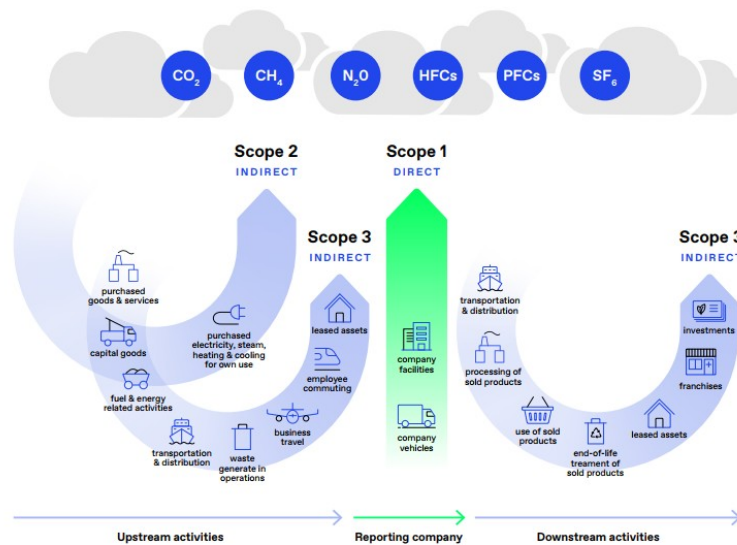 CO₂
CH₄
N₂0
HFCs
PFCs
SF₆
Scope 2
INDIRECT
Scope 1
DIRECT
Scope 3
INDIRECT
Scope 3
INDIRECT
purchased
goods & services
capital goods
fuel & energy
related activities
transportation
& distribution
waste
generate in
operations
business
travel
employee
commuting
leased assets
purchased
electricity, steam,
heating & cooling
for own use
company
facilities
company
vehicles
transportation
& distribution
processing of
sold products
use of sold
products
end-of-life
treament of
sold products
leased assets
franchises
investments
Upstream activities
Reporting company
Downstream activities